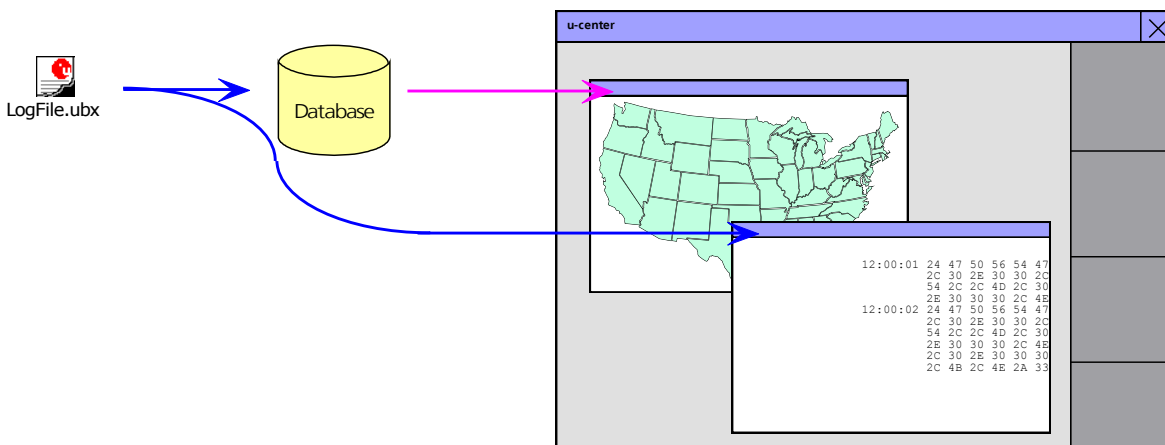 u-center
LogFile.ubx
Database
12:00:01 24 47 50 56 54 47
2C 30 2E 30 30 2C
54 2C 2C 4D 2C 30
2E 30 30 30 2C 4E
12:00:02 24 47 50 56 54 47
2C 30 2E 30 30 2C
54 2C 2C 4D 2C 30
2E 30 30 30 2C 4E
2C 30 2E 30 30 30
2C 4B 2C 4E 2A 33